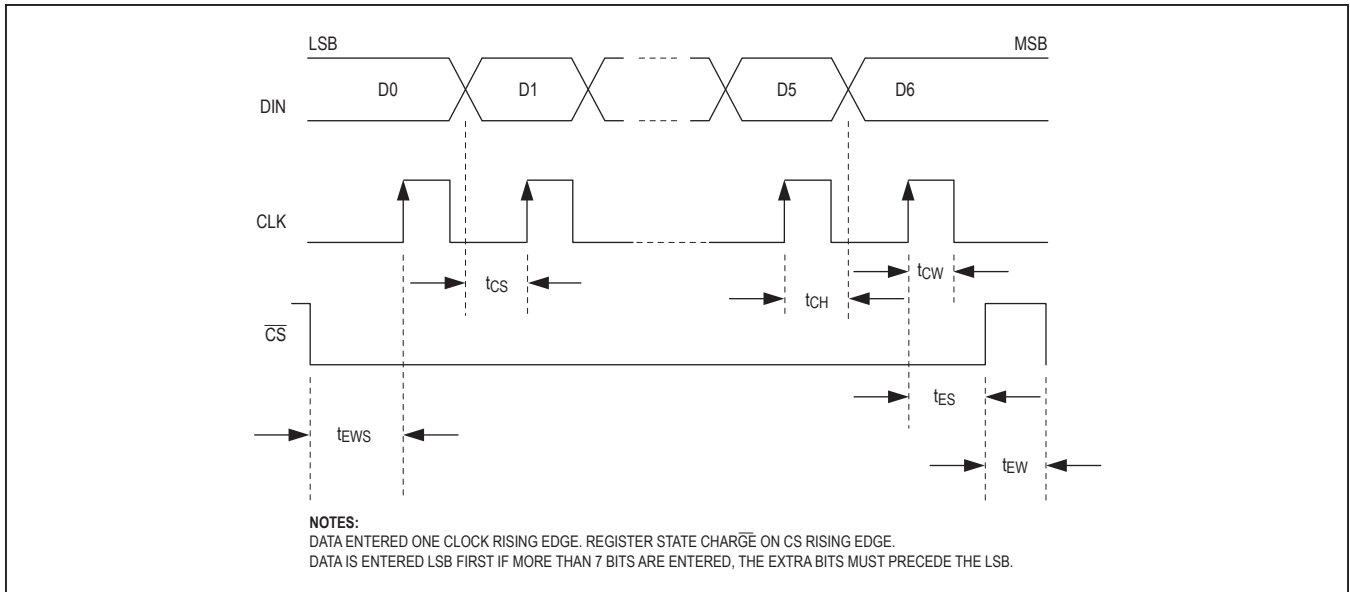 LSB MSB
DIN D0 D1 D5 D6
CLK
tCS tCH tCW
CS
tES
tEWS
tEW
NOTES:
DATA ENTERED ONE CLOCK RISING EDGE. REGISTER STATE CHARGE ON CS RISING EDGE.
DATA IS ENTERED LSB FIRST IF MORE THAN 7 BITS ARE ENTERED, THE EXTRA BITS MUST PRECEDE THE LSB.